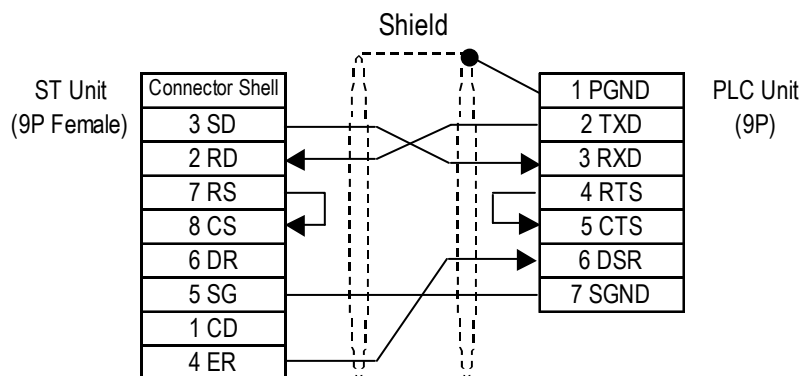 Shield
ST Unit
(9P Female)
Connector Shell
3 SD
2 RD
7 RS
8 CS
6 DR
5 SG
1 CD
4 ER
1 PGND
2 TXD
3 RXD
4 RTS
5 CTS
6 DSR
7 SGND
PLC Unit
(9P)